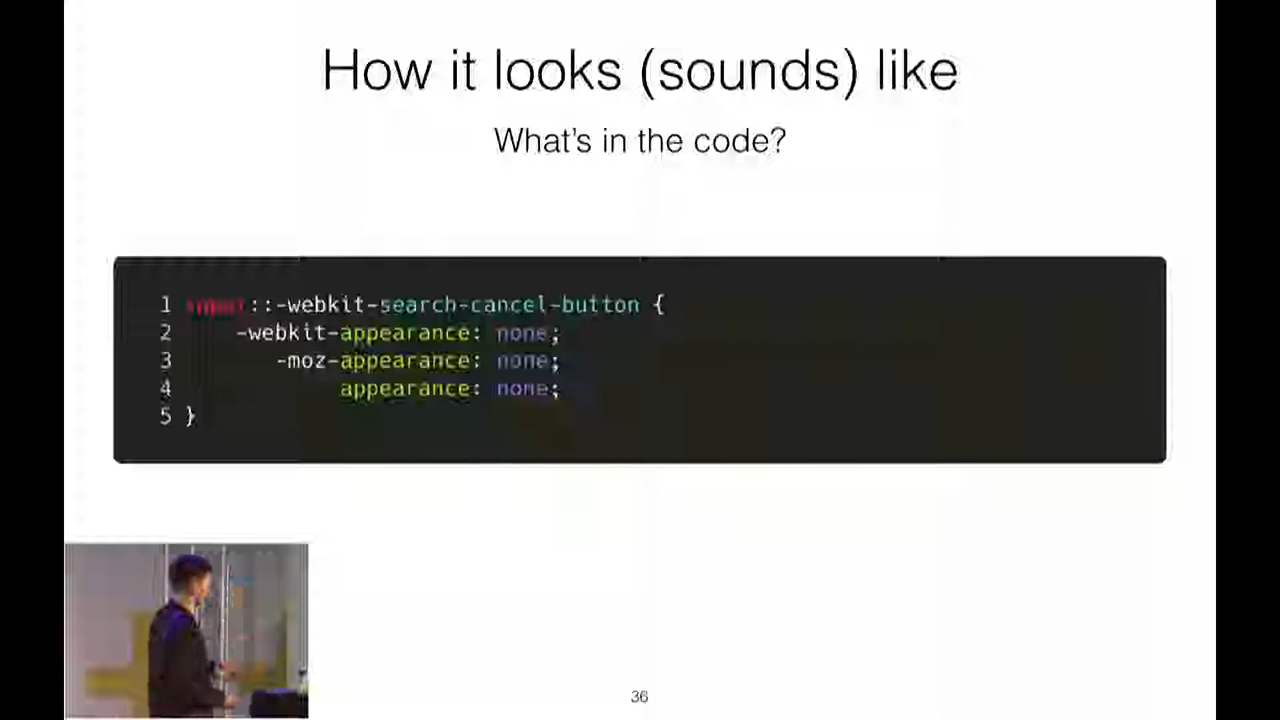 How it looks (sounds) like
What's in the code?
1 input::-webkit-search-cancel-button {
2 -webkit-appearance: none;
3 -moz-appearance: none;
4 appearance: none;
5 }
36